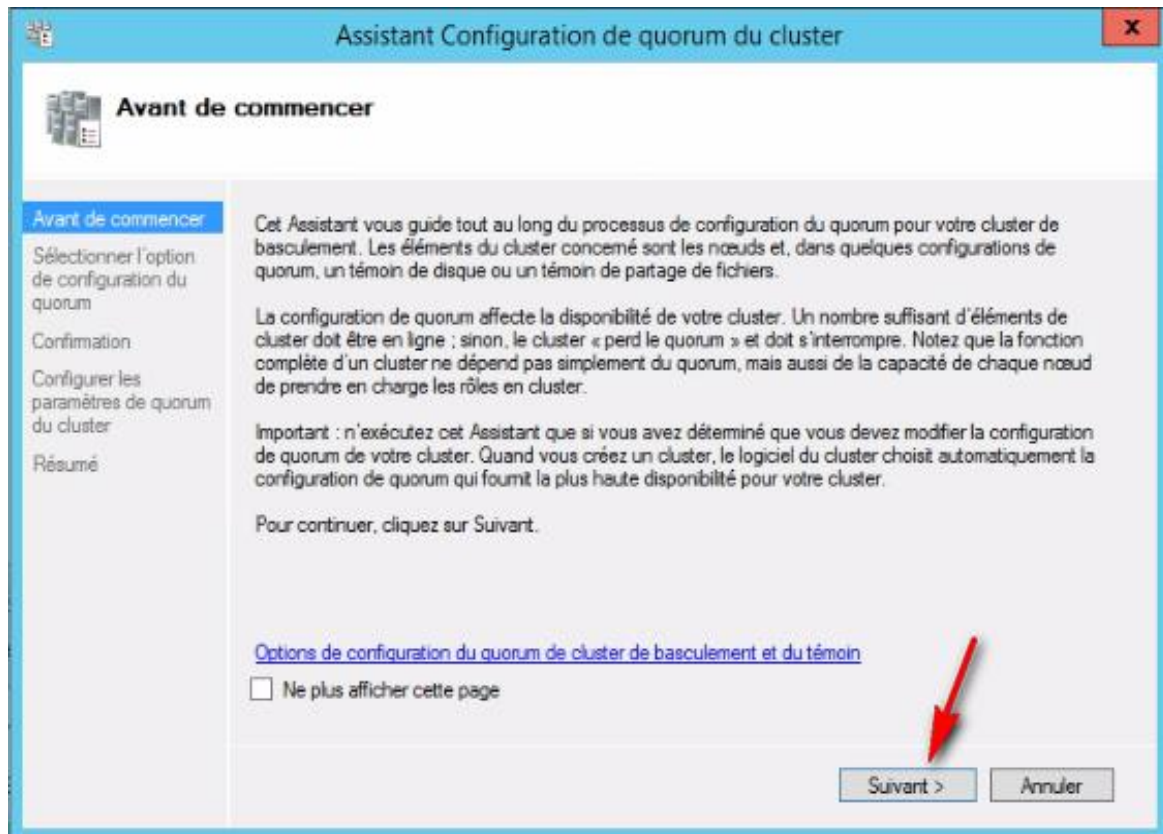 Assistant Configuration de quorum du cluster
x
Avant de commencer
Avant de commencer
Sélectionner l'option
de configuration du
quorum
Confirmation
Configurer les
paramètres de quorum
du cluster
Résumé
Cet Assistant vous guide tout au long du processus de configuration du quorum pour votre cluster de
basculement. Les éléments du cluster concerné sont les nœuds et, dans quelques configurations de
quorum, un témoin de disque ou un témoin de partage de fichiers.
La configuration de quorum affecte la disponibilité de votre cluster. Un nombre suffisant d'éléments de
cluster doit être en ligne ; sinon, le cluster « perd le quorum » et doit s'interrompre. Notez que la fonction
complète d'un cluster ne dépend pas simplement du quorum, mais aussi de la capacité de chaque nœud
de prendre en charge les rôles en cluster.
Important : n'exécutez cet Assistant que si vous avez déterminé que vous devez modifier la configuration
de quorum de votre cluster. Quand vous créez un cluster, le logiciel du cluster choisit automatiquement la
configuration de quorum qui fournit la plus haute disponibilité pour votre cluster.
Pour continuer, cliquez sur Suivant.
Options de configuration du quorum de cluster de basculement et du témoin
Ne plus afficher cette page
Suivant >
Annuler